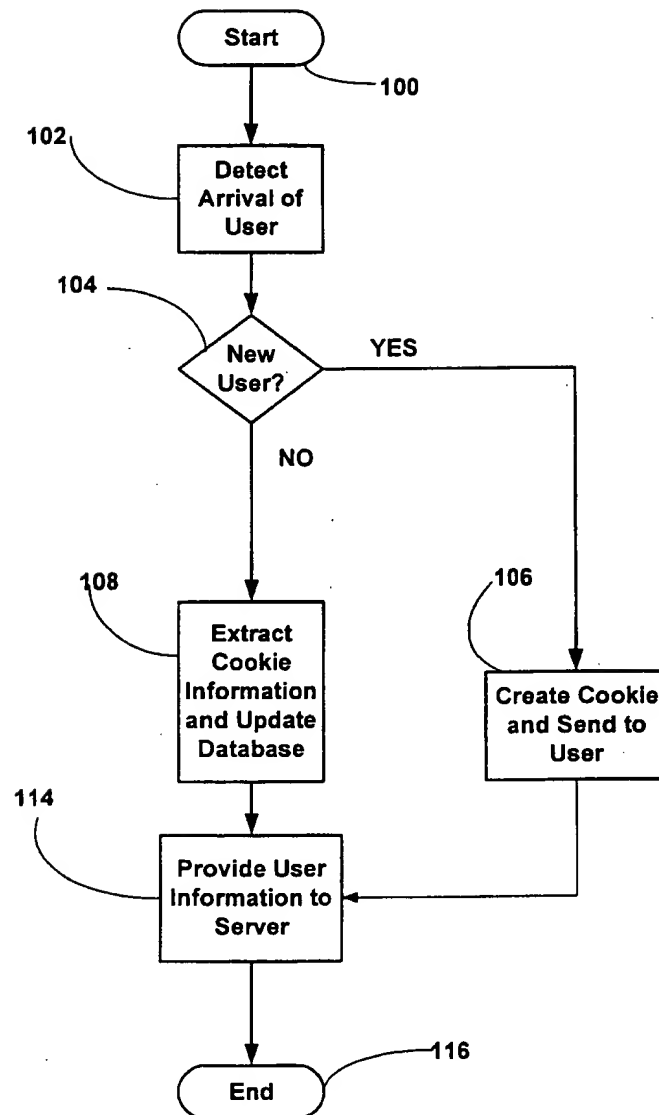 Start
100
102
Detect
Arrival of
User
104
New
User?
YES
NO
108
Extract
Cookie
Information
and Update
Database
106
Create Cookie
and Send to
User
114
Provide User
Information to
Server
End
116